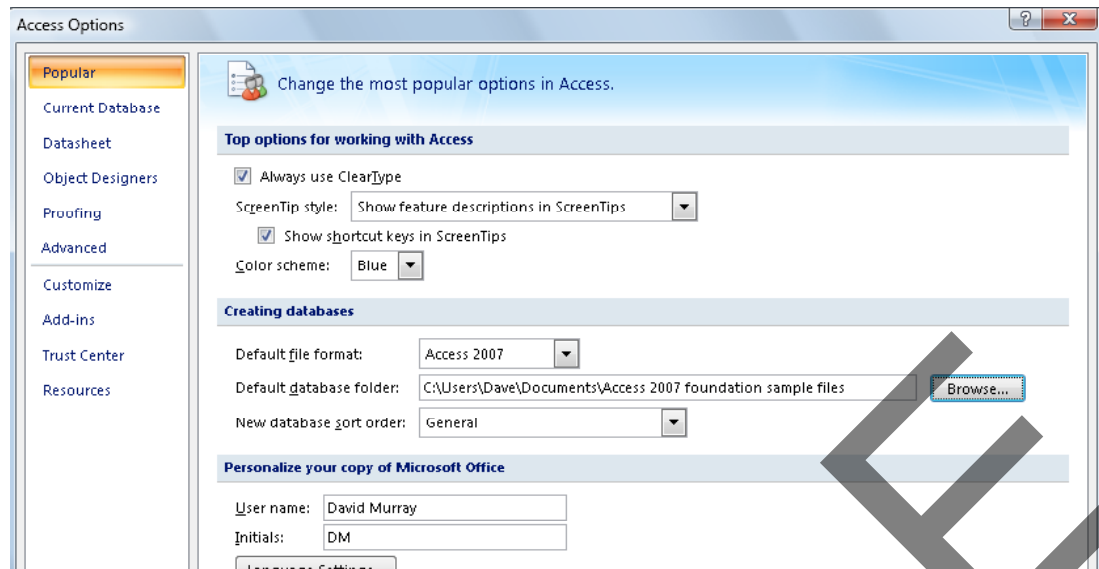 Access Options
Popular
Current Database
Datasheet
Object Designers
Proofing
Advanced
Customize
Add-ins
Trust Center
Resources
Change the most popular options in Access.
Top options for working with Access
Always use ClearType
ScreenTip style: Show feature descriptions in ScreenTips
Show shortcut keys in ScreenTips
Color scheme: Blue
Creating databases
Default file format: Access 2007
Default database folder: C:\Users\Dave\Documents\Access 2007 foundation sample files Browse...
New database sort order: General
Personalize your copy of Microsoft Office
User name: David Murray
Initials: DM
Language Settings...